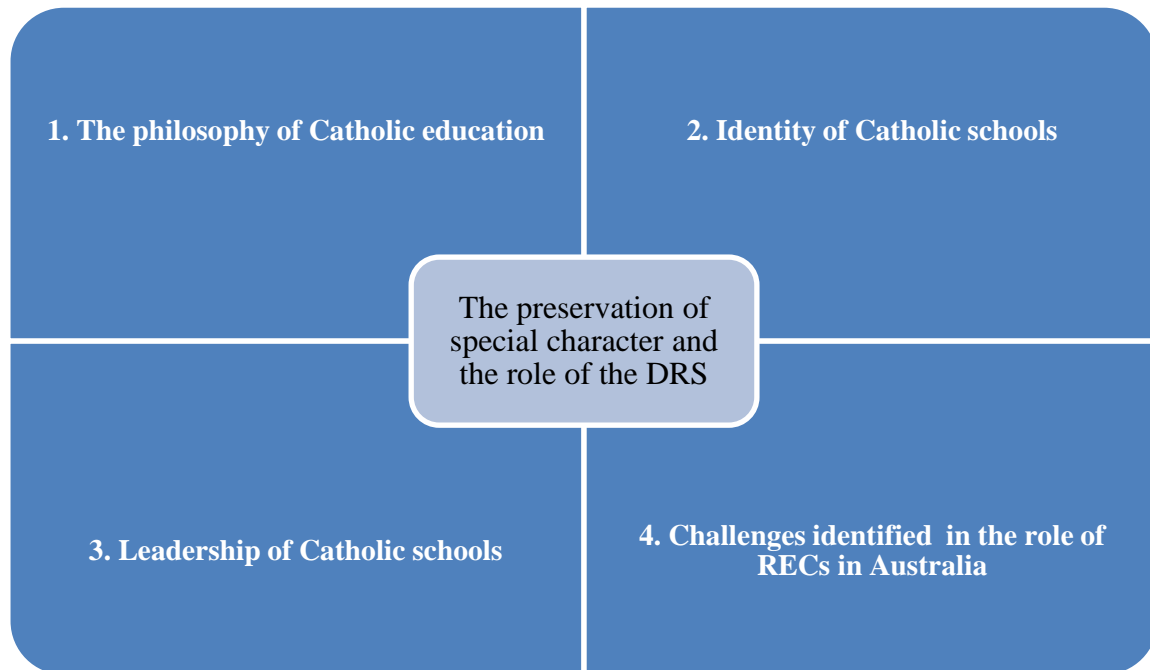 1. The philosophy of Catholic education
2. Identity of Catholic schools
The preservation of
special character and
the role of the DRS
3. Leadership of Catholic schools
4. Challenges identified  in the role of
RECs in Australia